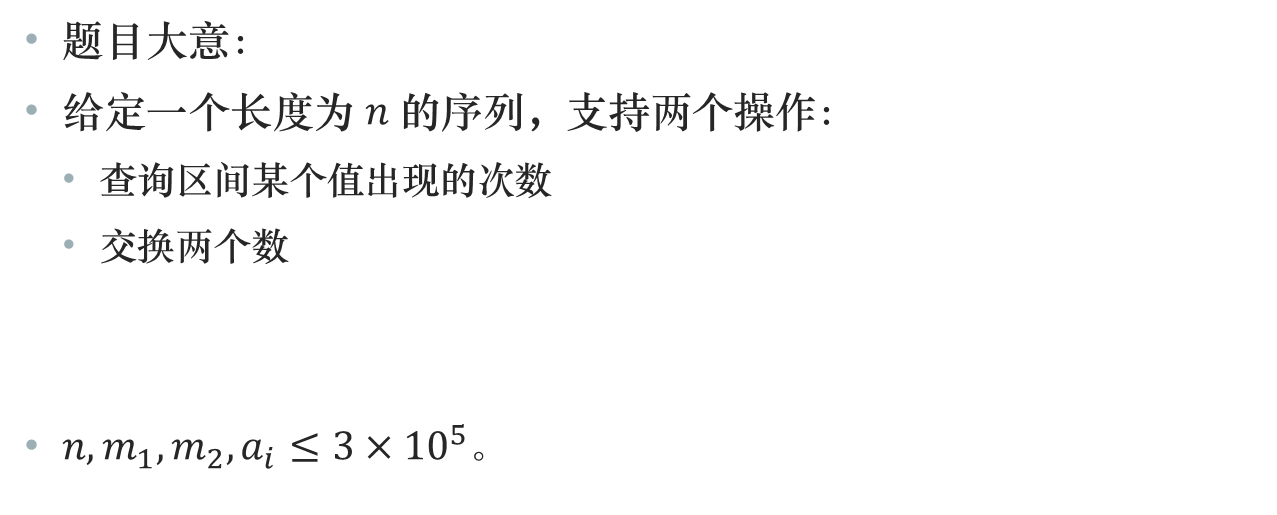 • 题目大意：
• 给定一个长度为 n 的序列，支持两个操作：
• 查询区间某个值出现的次数
• 交换两个数
• n, m₁, m₂, aᵢ ≤ 3 × 10⁵。